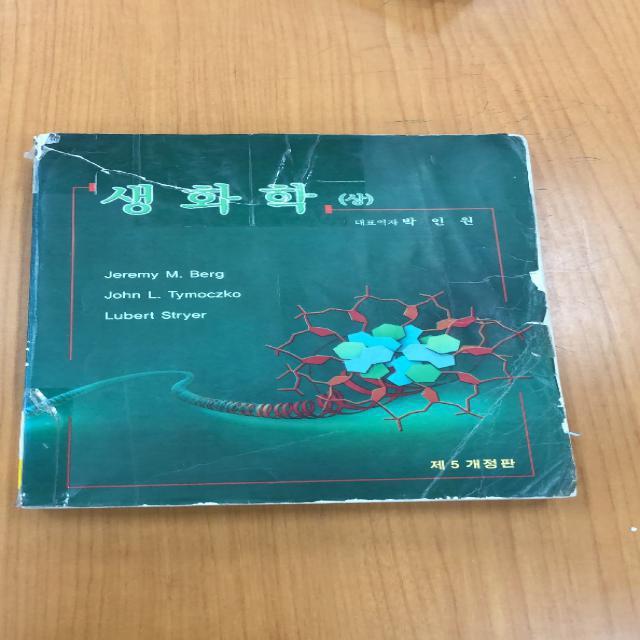 생화학 (상)
대표역자 박인원
Jeremy M. Berg
John L. Tymoczko
Lubert Stryer
제 5 개정판